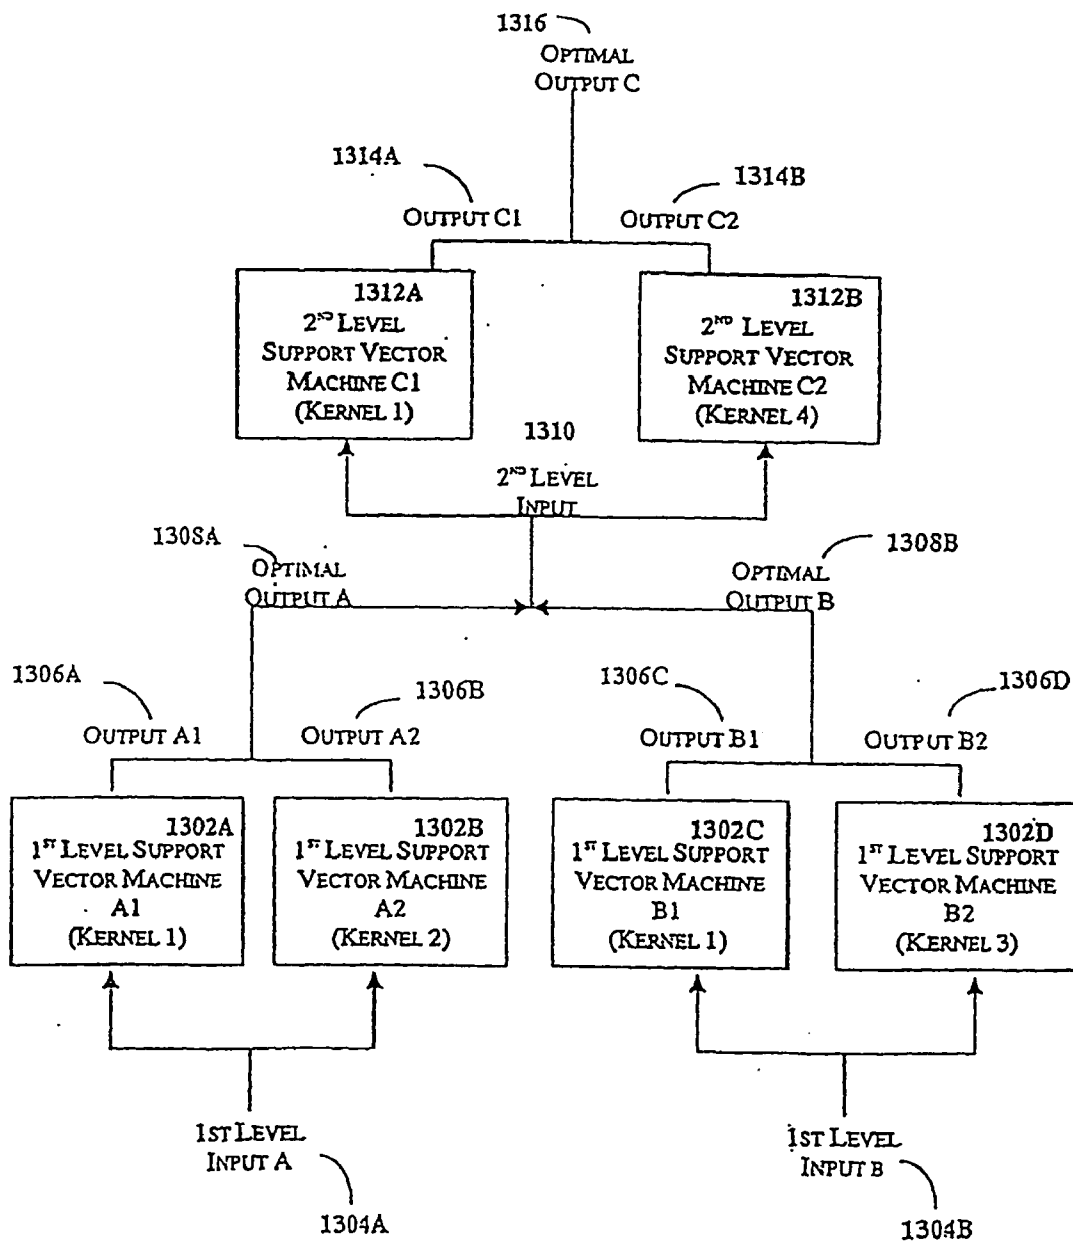 1316
OPTIMAL
OUTPUT C
1314A
1314B
OUTPUT C1
OUTPUT C2
1312A
2ND LEVEL
SUPPORT VECTOR
MACHINE C1
(KERNEL 1)
1312B
2ND LEVEL
SUPPORT VECTOR
MACHINE C2
(KERNEL 4)
1310
2ND LEVEL
INPUT
1308A
OPTIMAL
OUTPUT A
1308B
OPTIMAL
OUTPUT B
1306A
OUTPUT A1
1306B
OUTPUT A2
1306C
OUTPUT B1
1306D
OUTPUT B2
1302A
1ST LEVEL SUPPORT
VECTOR MACHINE
A1
(KERNEL 1)
1302B
1ST LEVEL SUPPORT
VECTOR MACHINE
A2
(KERNEL 2)
1302C
1ST LEVEL SUPPORT
VECTOR MACHINE
B1
(KERNEL 1)
1302D
1ST LEVEL SUPPORT
VECTOR MACHINE
B2
(KERNEL 3)
1ST LEVEL
INPUT A
1304A
1ST LEVEL
INPUT B
1304B